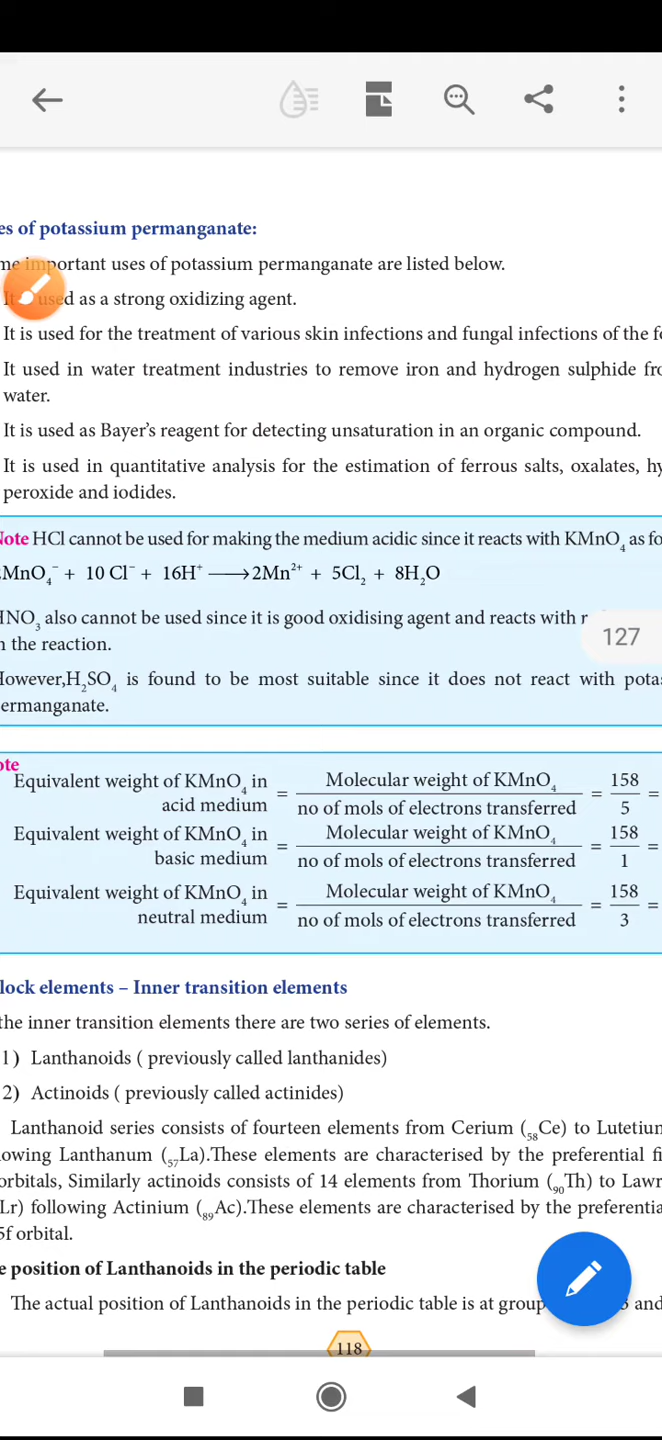 es of potassium permanganate:
me important uses of potassium permanganate are listed below.
used as a strong oxidizing agent.
It is used for the treatment of various skin infections and fungal infections of the f
It used in water treatment industries to remove iron and hydrogen sulphide fr
water.
It is used as Bayer's reagent for detecting unsaturation in an organic compound.
It is used in quantitative analysis for the estimation of ferrous salts, oxalates, hy
peroxide and iodides.
Note HCl cannot be used for making the medium acidic since it reacts with KMnO₄ as fo
MnO₄⁻ + 10 Cl⁻ + 16H⁺ ⟶ 2Mn²⁺ + 5Cl₂ + 8H₂O
HNO₃ also cannot be used since it is good oxidising agent and reacts with r
127
n the reaction.
However,H₂SO₄ is found to be most suitable since it does not react with pota
ermanganate.
ote
Equivalent weight of KMnO₄ in acid medium = Molecular weight of KMnO₄ / no of mols of electrons transferred = 158 / 5 =
Equivalent weight of KMnO₄ in basic medium = Molecular weight of KMnO₄ / no of mols of electrons transferred = 158 / 1 =
Equivalent weight of KMnO₄ in neutral medium = Molecular weight of KMnO₄ / no of mols of electrons transferred = 158 / 3 =
lock elements – Inner transition elements
the inner transition elements there are two series of elements.
1) Lanthanoids ( previously called lanthanides)
2) Actinoids ( previously called actinides)
Lanthanoid series consists of fourteen elements from Cerium (₅₈Ce) to Lutetiu
owing Lanthanum (₅₇La).These elements are characterised by the preferential fi
orbitals, Similarly actinoids consists of 14 elements from Thorium (₉₀Th) to Lawr
Lr) following Actinium (₈₉Ac).These elements are characterised by the preferentia
5f orbital.
e position of Lanthanoids in the periodic table
The actual position of Lanthanoids in the periodic table is at group and
118